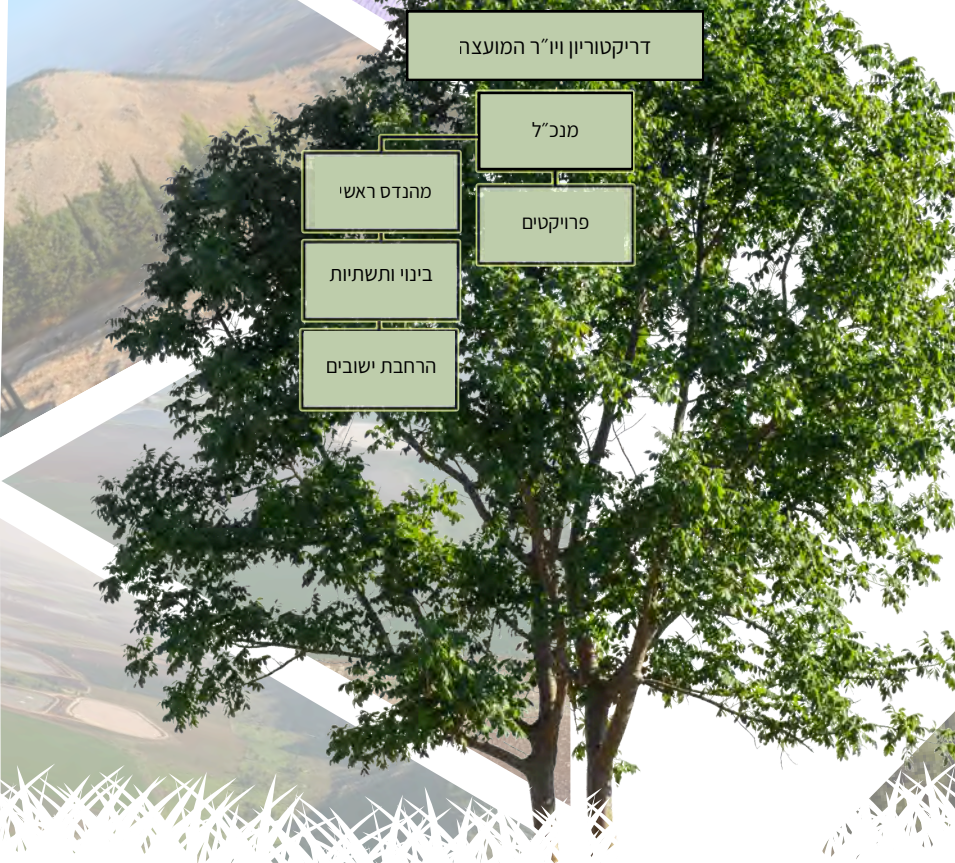 דריקטוריון ויו״ר המועצה
מנכ״ל
מהנדס ראשי
פרויקטים
בינוי ותשתיות
הרחבת ישובים